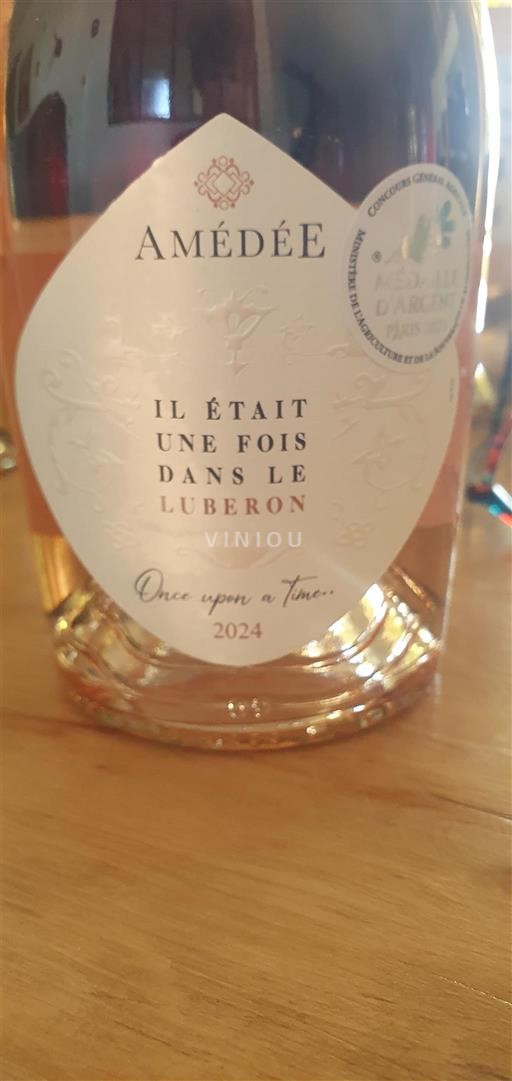 AMÉDÉE
CONCOURS GÉNÉRAL
MINISTÈRE DE L'AGRICULTURE ET DE LA
®
MÉDAILLE
D'ARGENT
PARIS
IL ÉTAIT
UNE FOIS
DANS LE
LUBERON
VINIOU
Once upon a Time..
2024